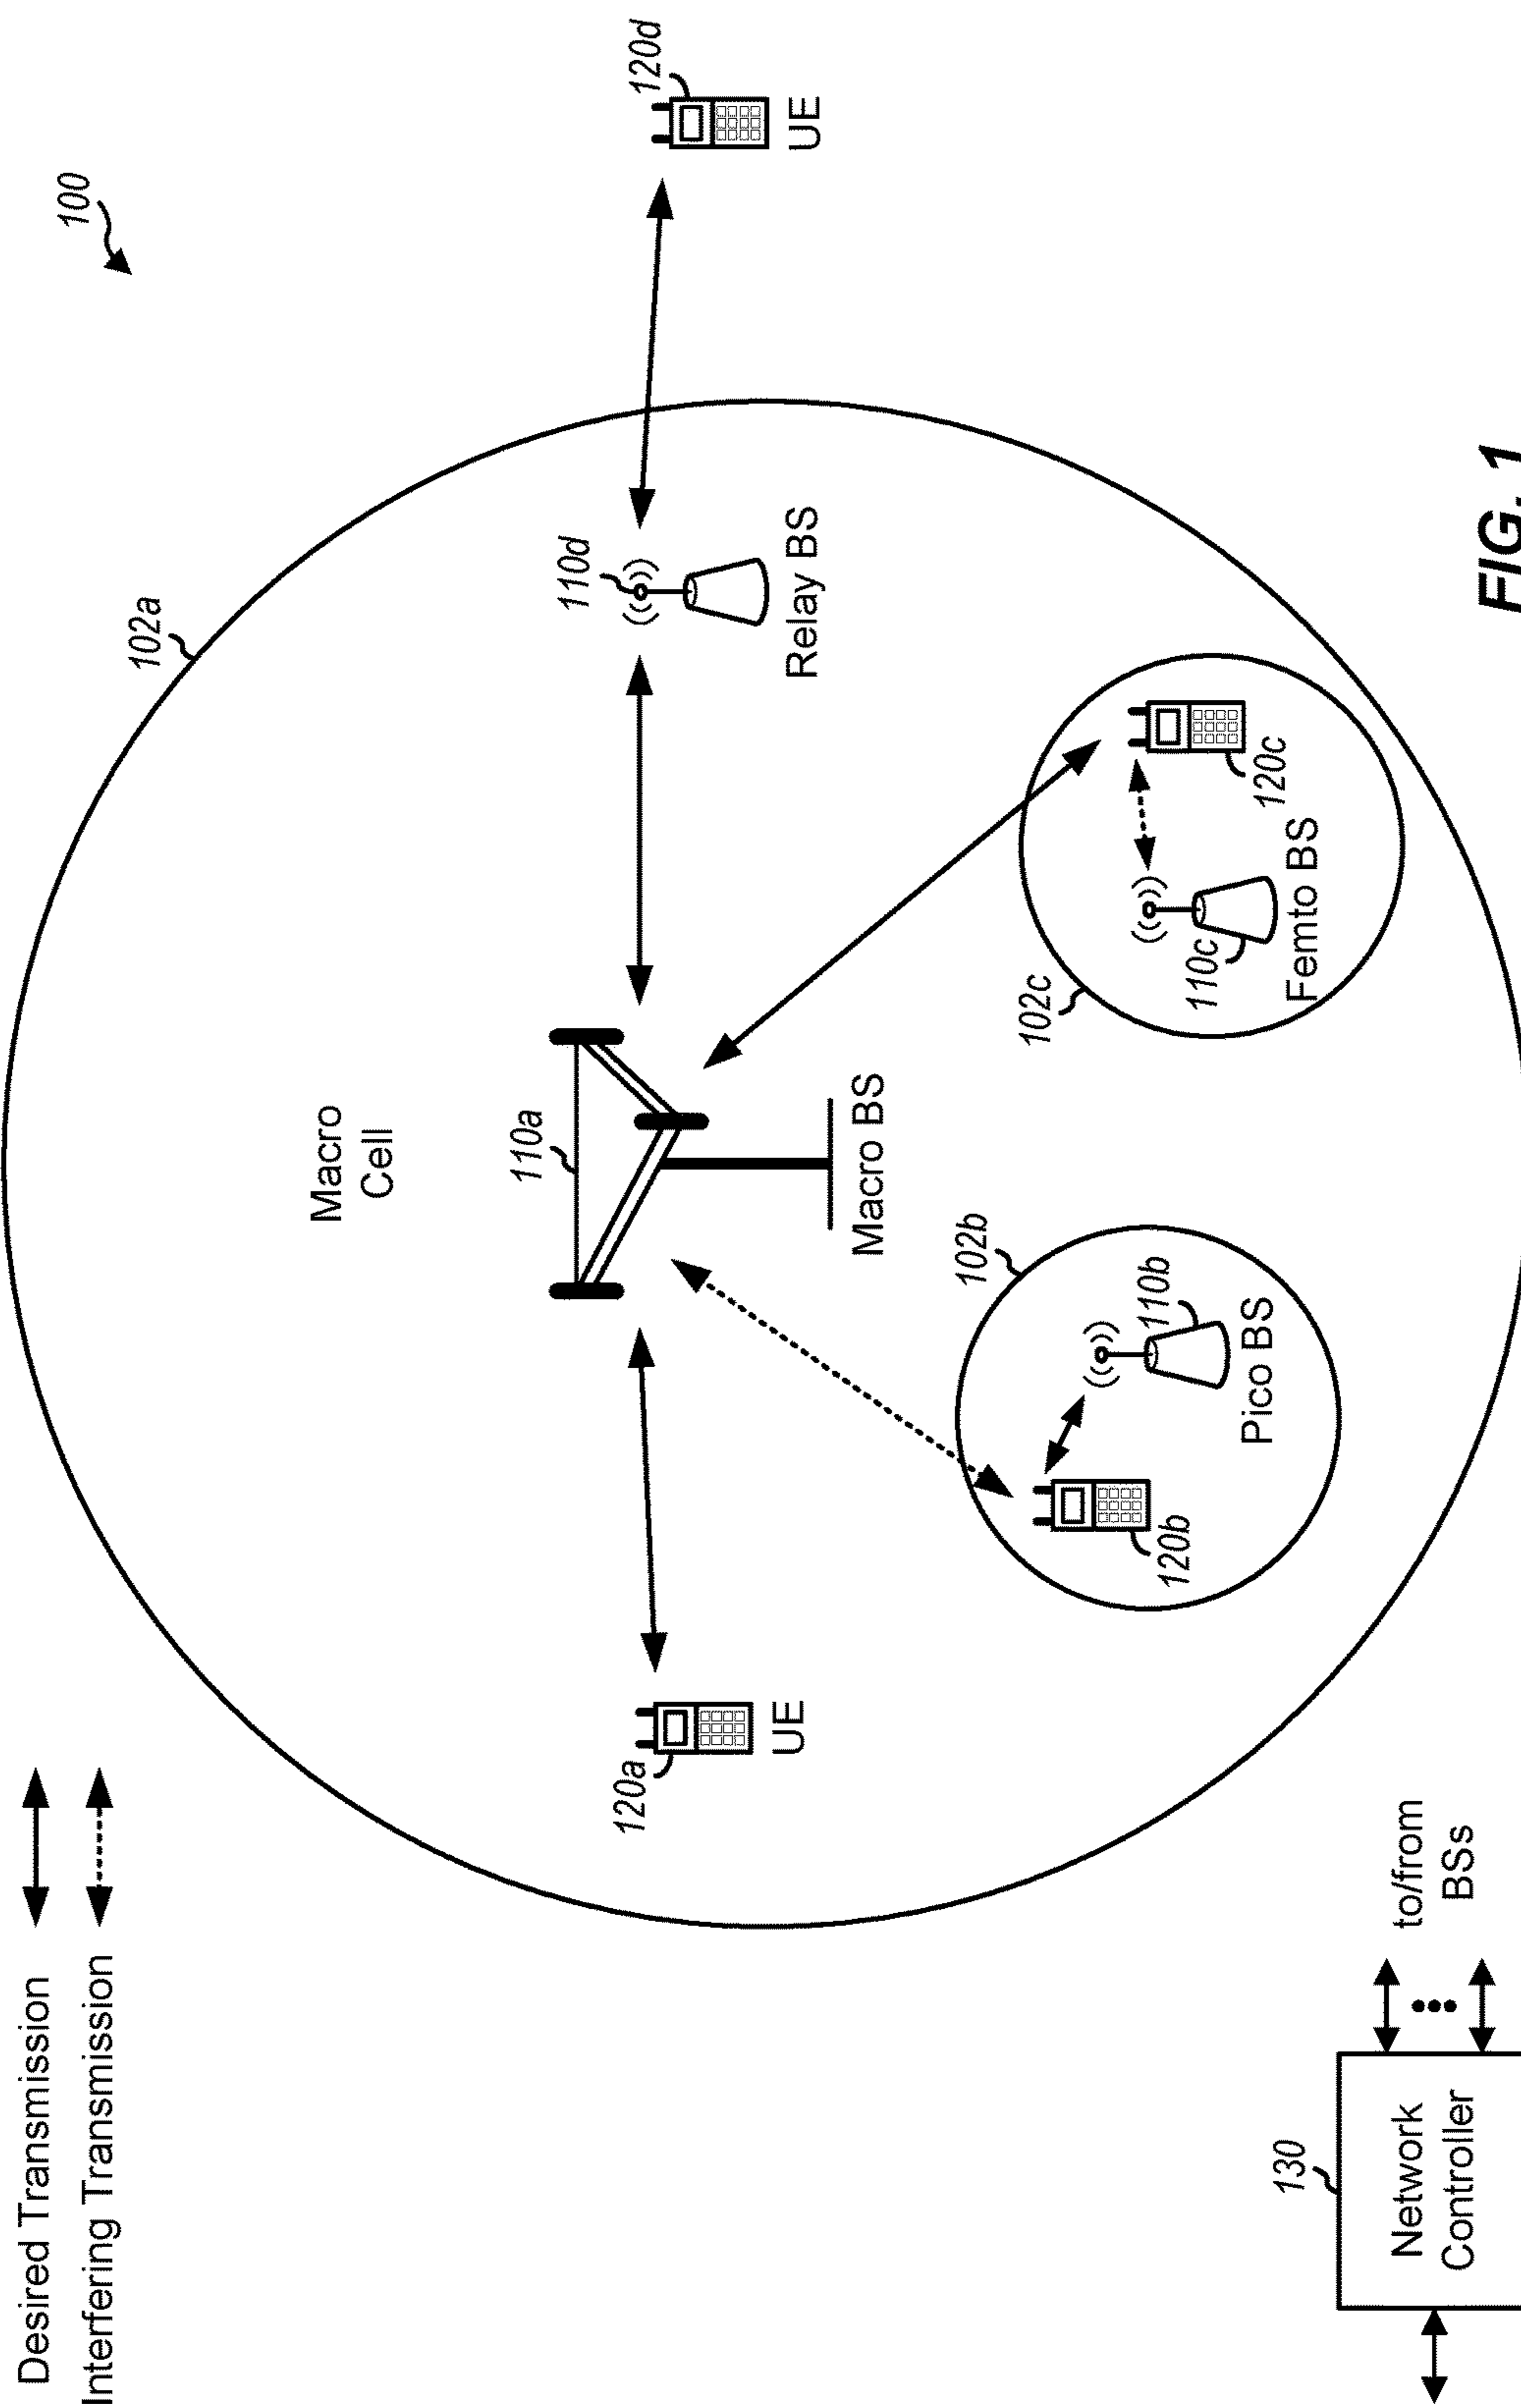 Desired Transmission
Interfering Transmission
100
102a
Macro
Cell
110a
110d
120d
120a
UE
Macro BS
Relay BS
UE
102b
102c
110b
120b
Pico BS
110c
120c
Femto BS
130
Network
Controller
to/from
BSs
FIG. 1